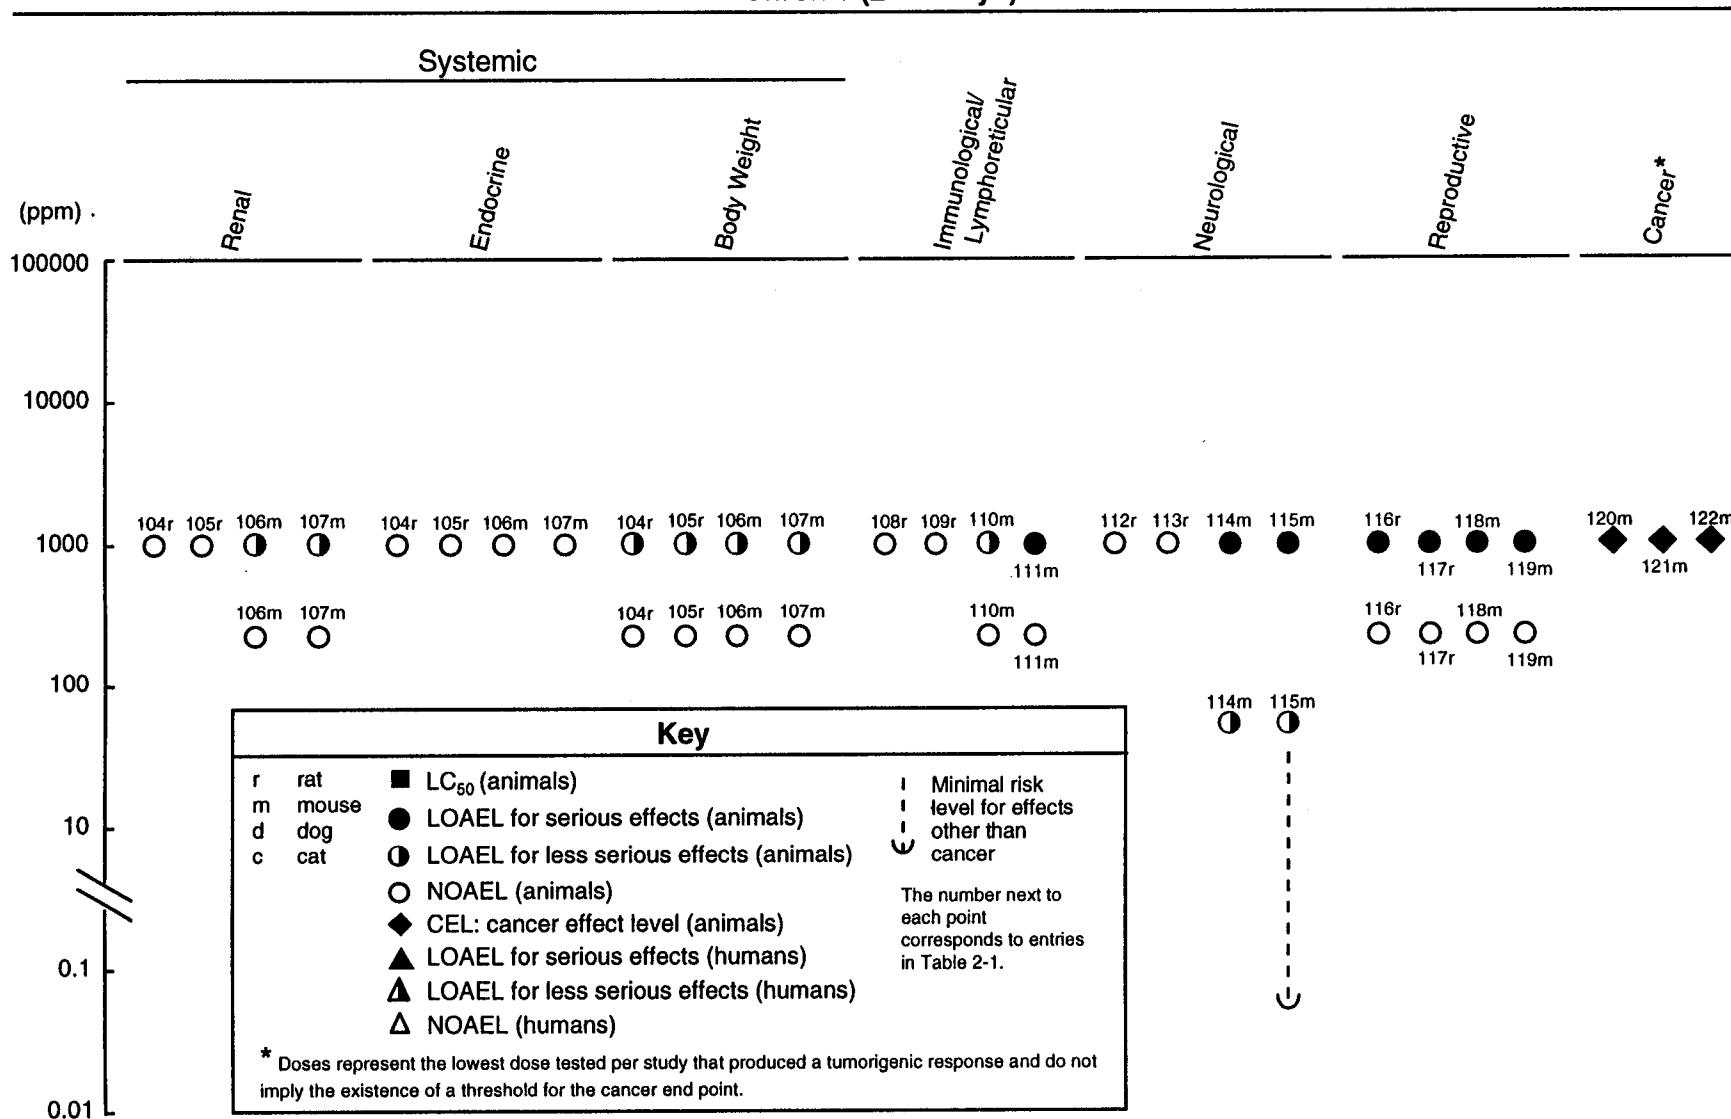 Systemic
(ppm)
Renal
Endocrine
Body Weight
Immunological/
Lymphoreticular
Neurological
Reproductive
Cancer*
100000
10000
1000
100
10
0.1
0.01
104r 105r 106m 107m 104r 105r 106m 107m 104r 105r 106m 107m 108r 109r 110m 112r 113r 114m 115m 116r 118m 120m 122m
111m 117r 119m 121m
106m 107m 104r 105r 106m 107m 110m 116r 118m
111m 117r 119m
114m 115m
Key
r rat
m mouse
d dog
c cat
LC50 (animals)
LOAEL for serious effects (animals)
LOAEL for less serious effects (animals)
NOAEL (animals)
CEL: cancer effect level (animals)
LOAEL for serious effects (humans)
LOAEL for less serious effects (humans)
NOAEL (humans)
Minimal risk
level for effects
other than
cancer
The number next to
each point
corresponds to entries
in Table 2-1.
* Doses represent the lowest dose tested per study that produced a tumorigenic response and do not
imply the existence of a threshold for the cancer end point.